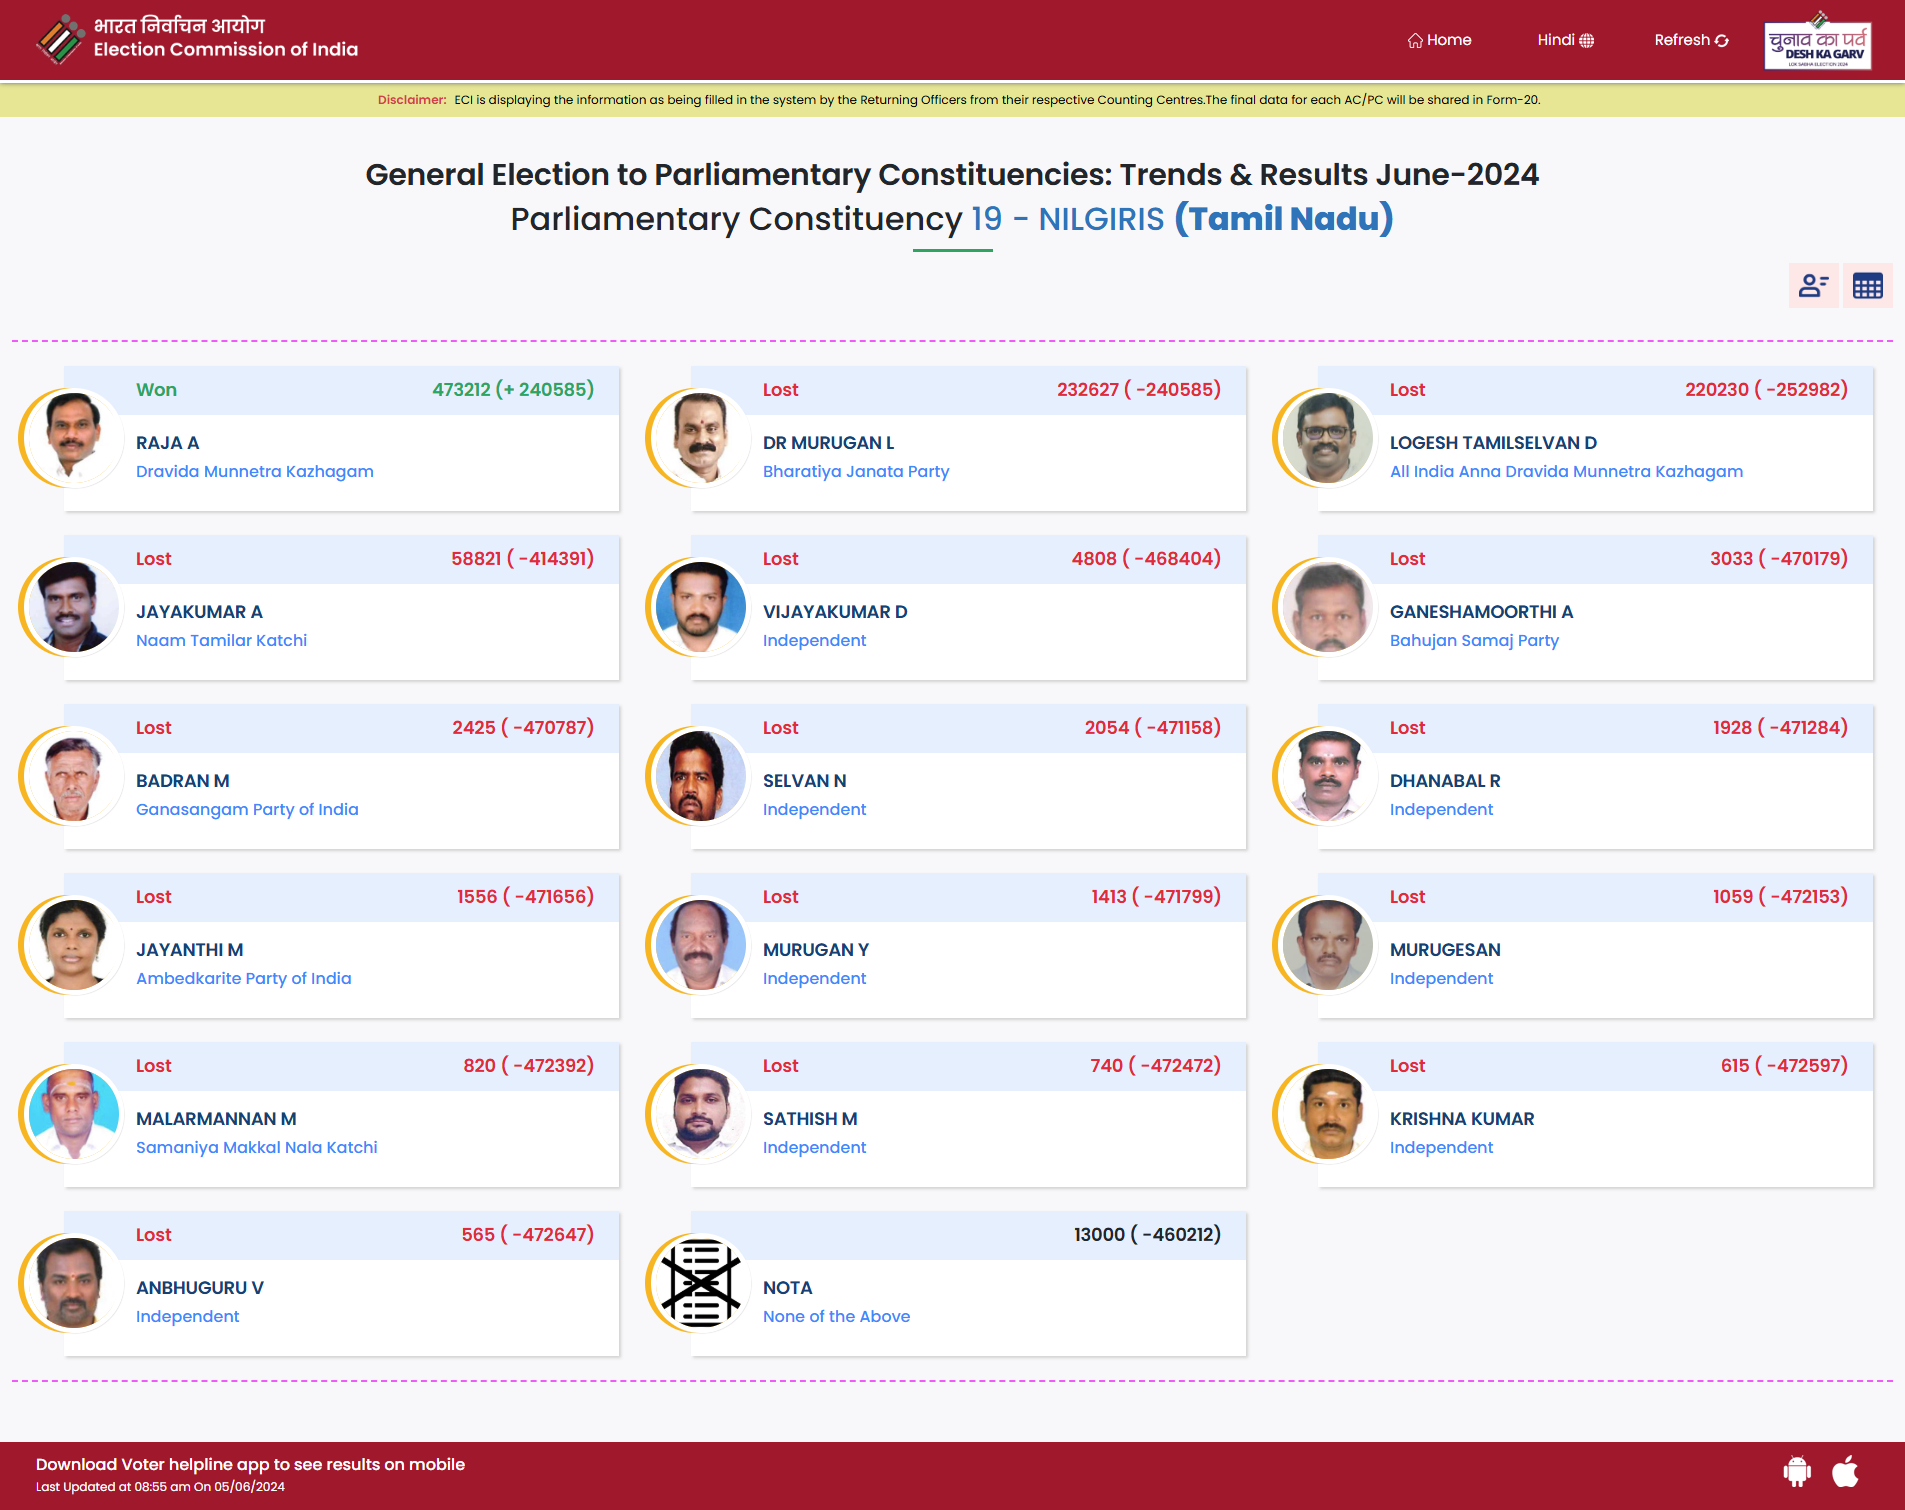 भारत निर्वाचन आयोग
Election Commission of India
Home
Hindi
Refresh
चुनाव का पर्व
DESH KA GARV
LOK SABHA ELECTION 2024
Disclaimer: ECI is displaying the information as being filled in the system by the Returning Officers from their respective Counting Centres.The final data for each AC/PC will be shared in Form-20.
General Election to Parliamentary Constituencies: Trends & Results June-2024
Parliamentary Constituency 19 - NILGIRIS (Tamil Nadu)
Won 473212 (+ 240585)
RAJA A
Dravida Munnetra Kazhagam
Lost 232627 ( -240585)
DR MURUGAN L
Bharatiya Janata Party
Lost 220230 ( -252982)
LOGESH TAMILSELVAN D
All India Anna Dravida Munnetra Kazhagam
Lost 58821 ( -414391)
JAYAKUMAR A
Naam Tamilar Katchi
Lost 4808 ( -468404)
VIJAYAKUMAR D
Independent
Lost 3033 ( -470179)
GANESHAMOORTHI A
Bahujan Samaj Party
Lost 2425 ( -470787)
BADRAN M
Ganasangam Party of India
Lost 2054 ( -471158)
SELVAN N
Independent
Lost 1928 ( -471284)
DHANABAL R
Independent
Lost 1556 ( -471656)
JAYANTHI M
Ambedkarite Party of India
Lost 1413 ( -471799)
MURUGAN Y
Independent
Lost 1059 ( -472153)
MURUGESAN
Independent
Lost 820 ( -472392)
MALARMANNAN M
Samaniya Makkal Nala Katchi
Lost 740 ( -472472)
SATHISH M
Independent
Lost 615 ( -472597)
KRISHNA KUMAR
Independent
Lost 565 ( -472647)
ANBHUGURU V
Independent
13000 ( -460212)
NOTA
None of the Above
Download Voter helpline app to see results on mobile
Last Updated at 08:55 am On 05/06/2024